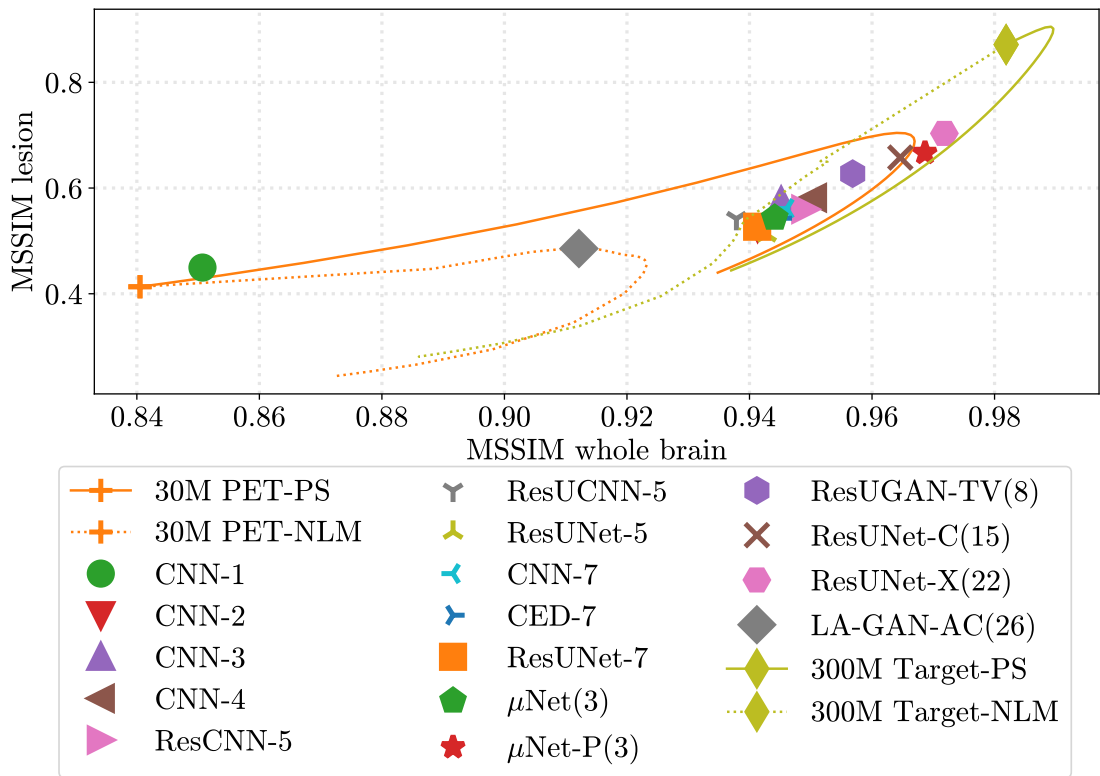 MSSIM lesion
0.8
0.6
0.4
0.84 0.86 0.88 0.90 0.92 0.94 0.96 0.98
MSSIM whole brain
30M PET-PS
30M PET-NLM
CNN-1
CNN-2
CNN-3
CNN-4
ResCNN-5
ResUCNN-5
ResUNet-5
CNN-7
CED-7
ResUNet-7
μNet(3)
μNet-P(3)
ResUGAN-TV(8)
ResUNet-C(15)
ResUNet-X(22)
LA-GAN-AC(26)
300M Target-PS
300M Target-NLM